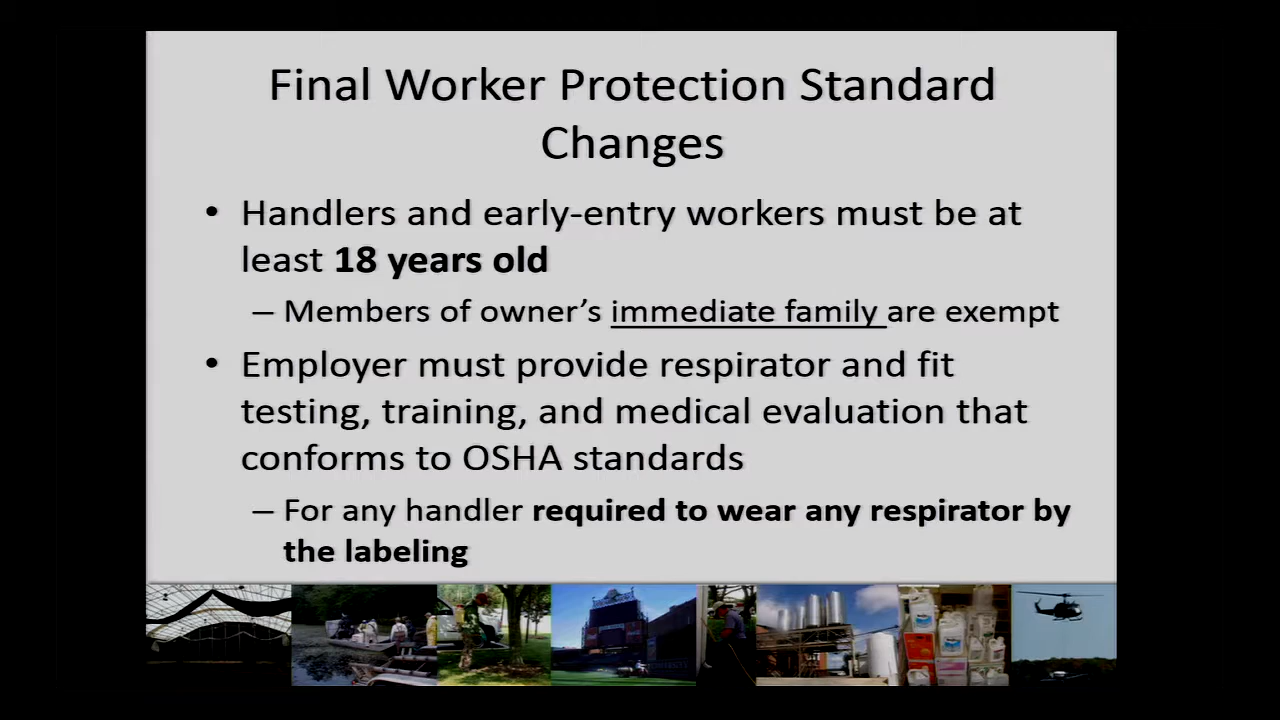 Final Worker Protection Standard
Changes
• Handlers and early-entry workers must be at
least 18 years old
– Members of owner’s immediate family are exempt
• Employer must provide respirator and fit
testing, training, and medical evaluation that
conforms to OSHA standards
– For any handler required to wear any respirator by
the labeling